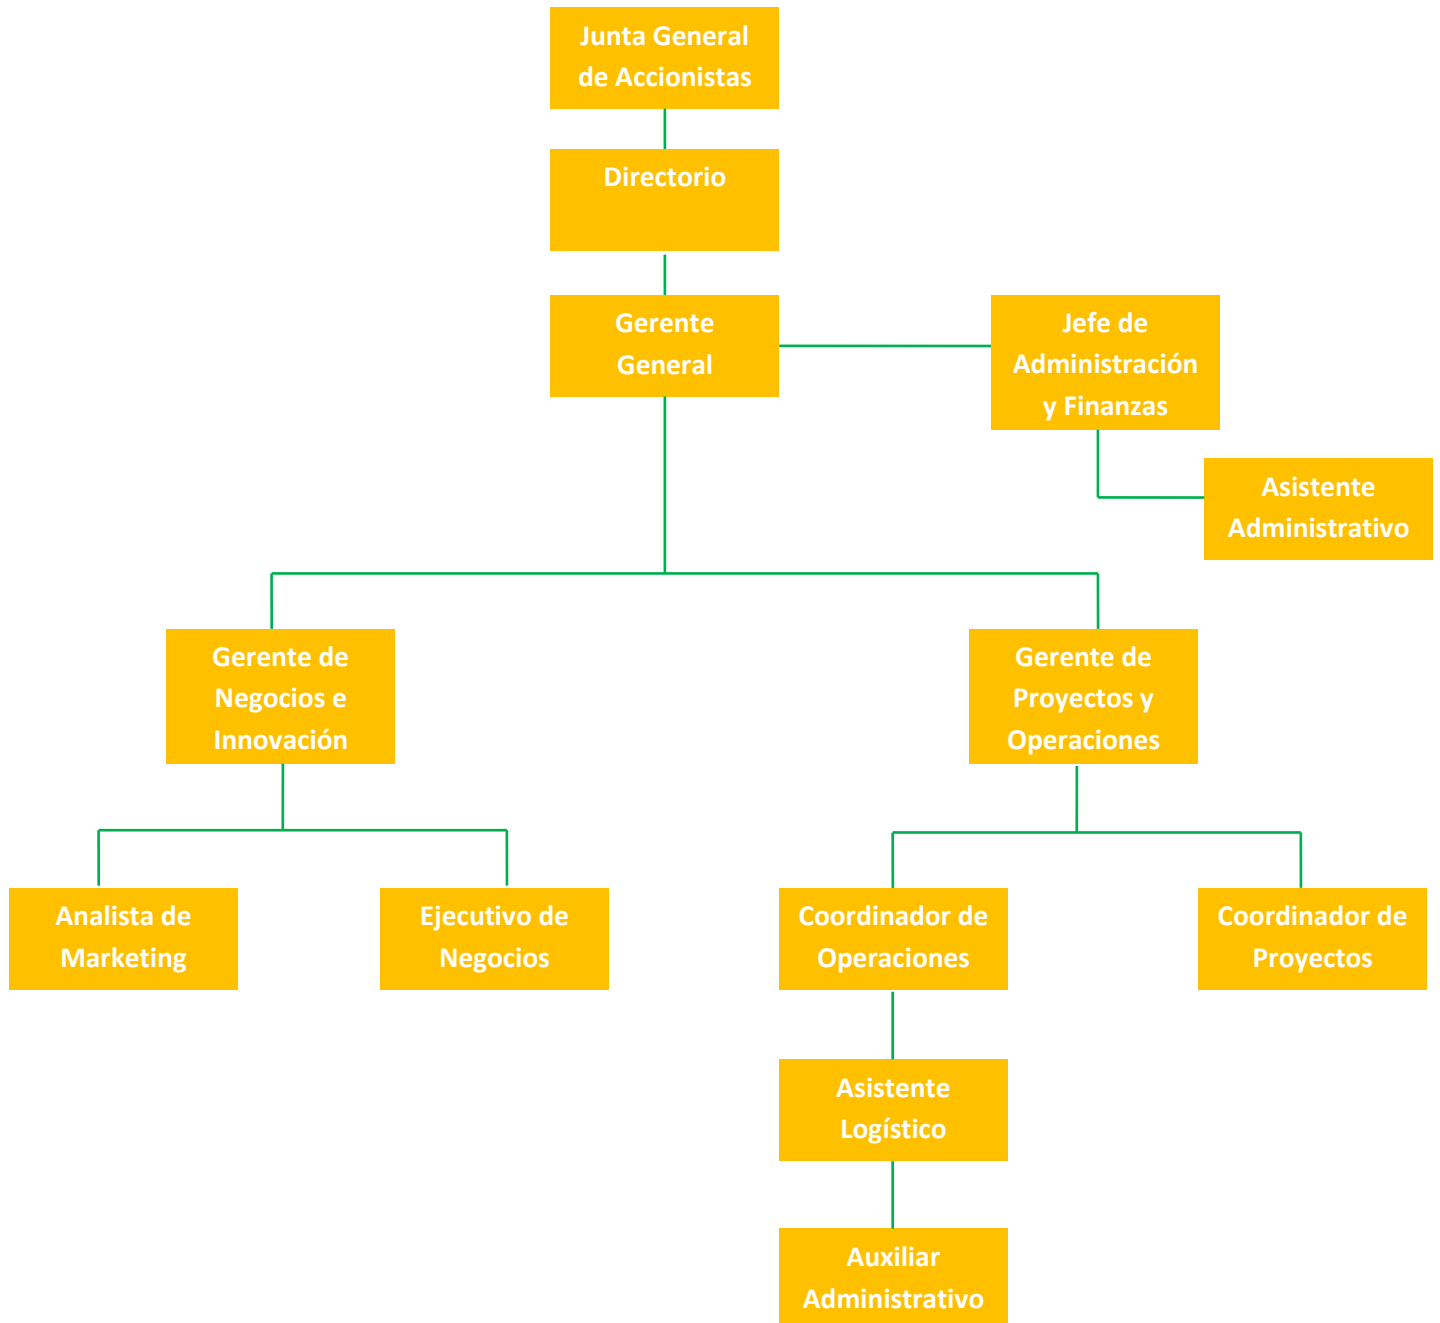 Junta General
de Accionistas
Directorio
Gerente
General
Jefe de
Administración
y Finanzas
Asistente
Administrativo
Gerente de
Negocios e
Innovación
Gerente de
Proyectos y
Operaciones
Analista de
Marketing
Ejecutivo de
Negocios
Coordinador de
Operaciones
Coordinador de
Proyectos
Asistente
Logístico
Auxiliar
Administrativo